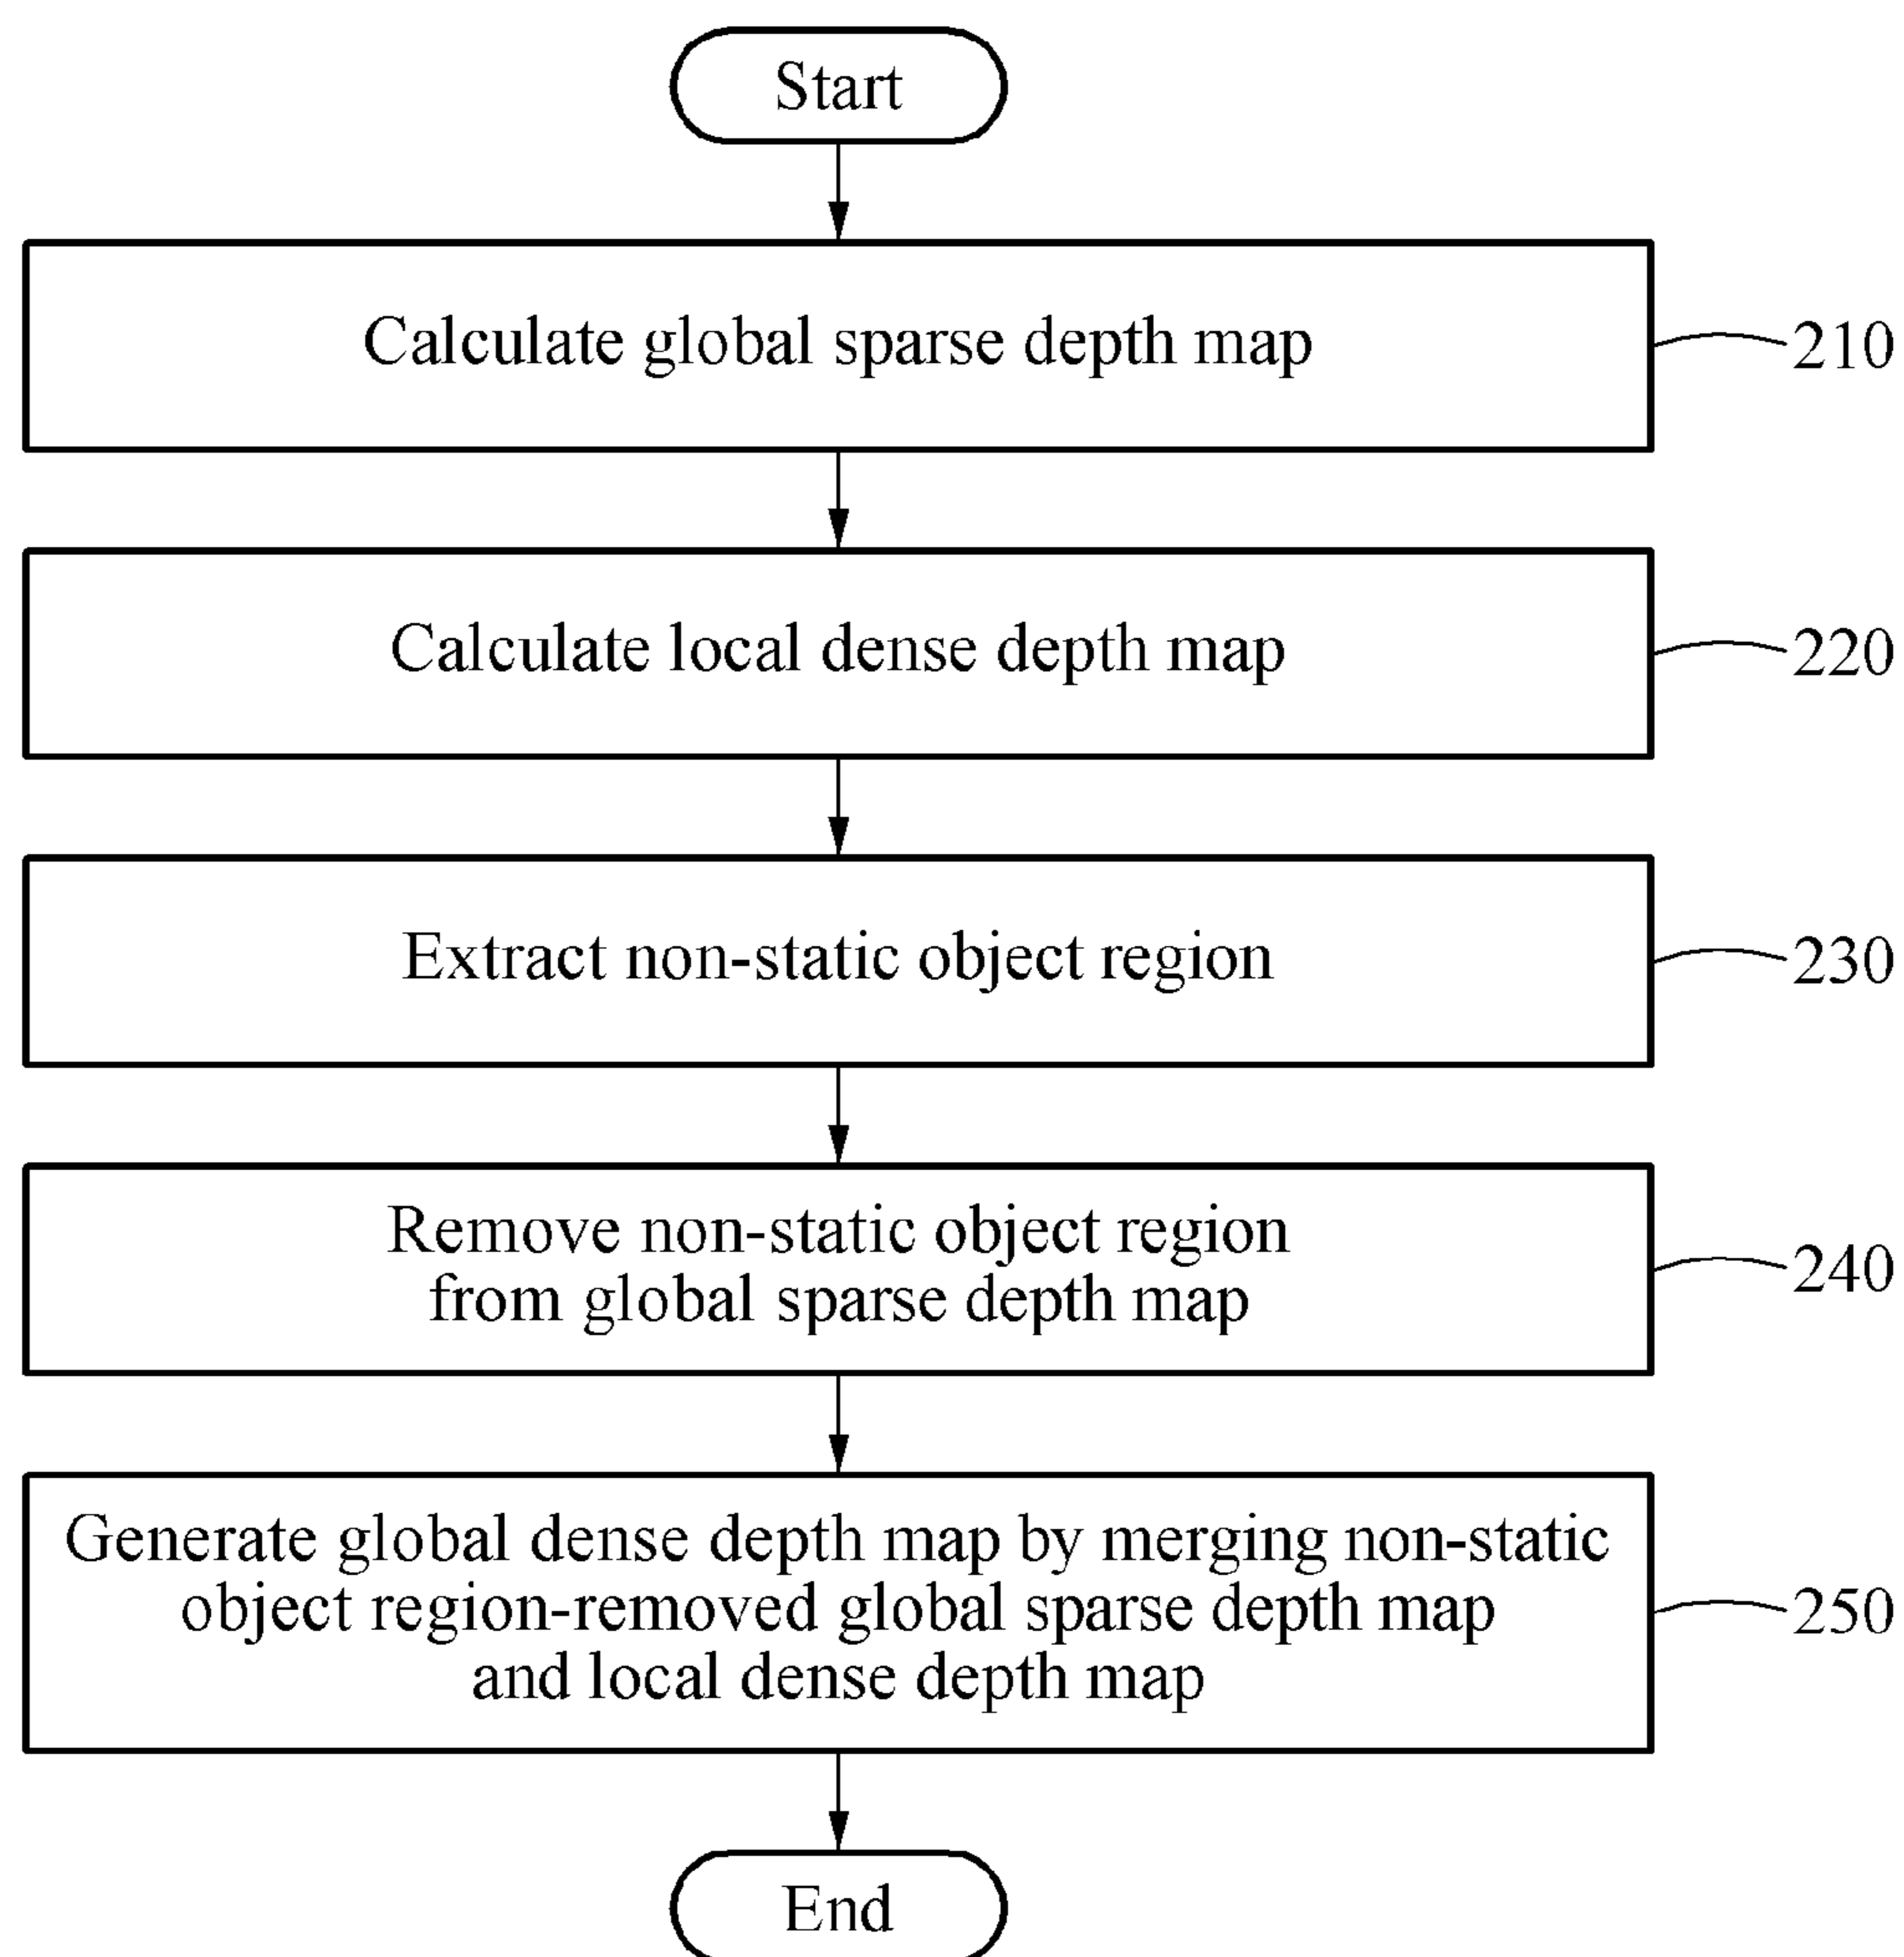 Start
Calculate global sparse depth map
210
Calculate local dense depth map
220
Extract non-static object region
230
Remove non-static object region
from global sparse depth map
240
Generate global dense depth map by merging non-static
object region-removed global sparse depth map
and local dense depth map
250
End